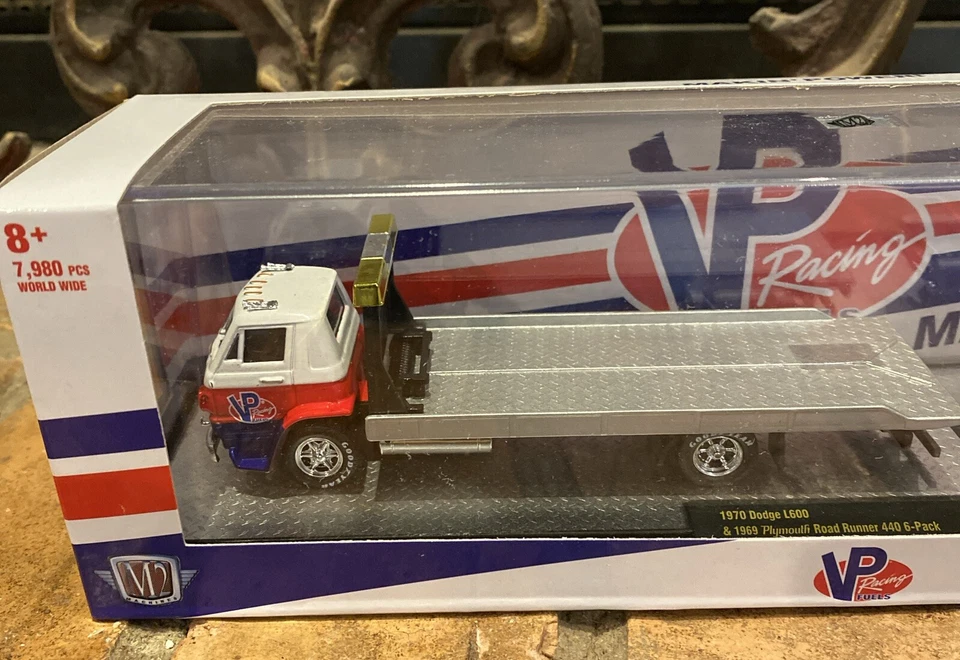 8+
7,980 PCS
WORLD WIDE
VP
Racing
M
VP
GOODYEAR
GOODYEAR
1970 Dodge L600
& 1969 Plymouth Road Runner 440 6-Pack
M2
MACHINES
VP
Racing
FUELS